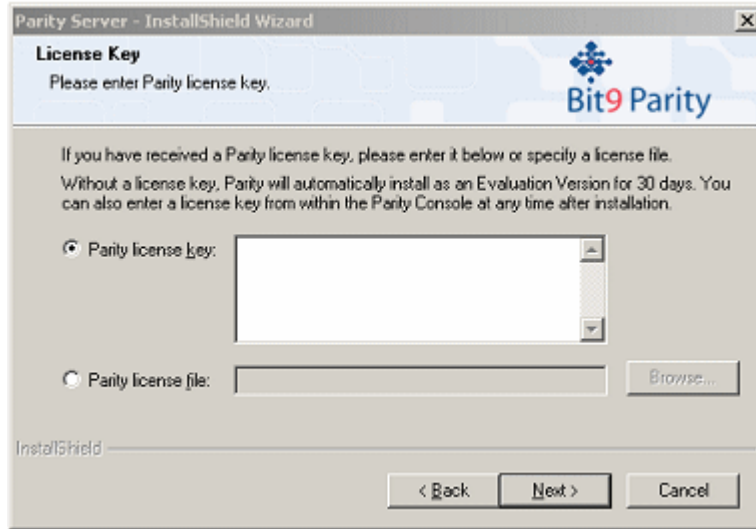 Parity Server - InstallShield Wizard
License Key
Please enter Parity license key.
Bit9 Parity
If you have received a Parity license key, please enter it below or specify a license file.
Without a license key, Parity will automatically install as an Evaluation Version for 30 days. You
can also enter a license key from within the Parity Console at any time after installation.
Parity license key:
Parity license file:
Browse...
InstallShield
< Back
Next >
Cancel